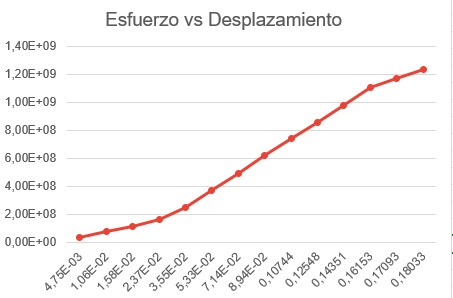 Esfuerzo vs Desplazamiento
1,40E+09
1,20E+09
1,00E+09
8,00E+08
6,00E+08
4,00E+08
2,00E+08
0,00E+00
4,75E-03
1,06E-02
1,58E-02
2,37E-02
3,55E-02
5,33E-02
7,14E-02
8,94E-02
0,10744
0,12548
0,14351
0,16153
0,17093
0,18033